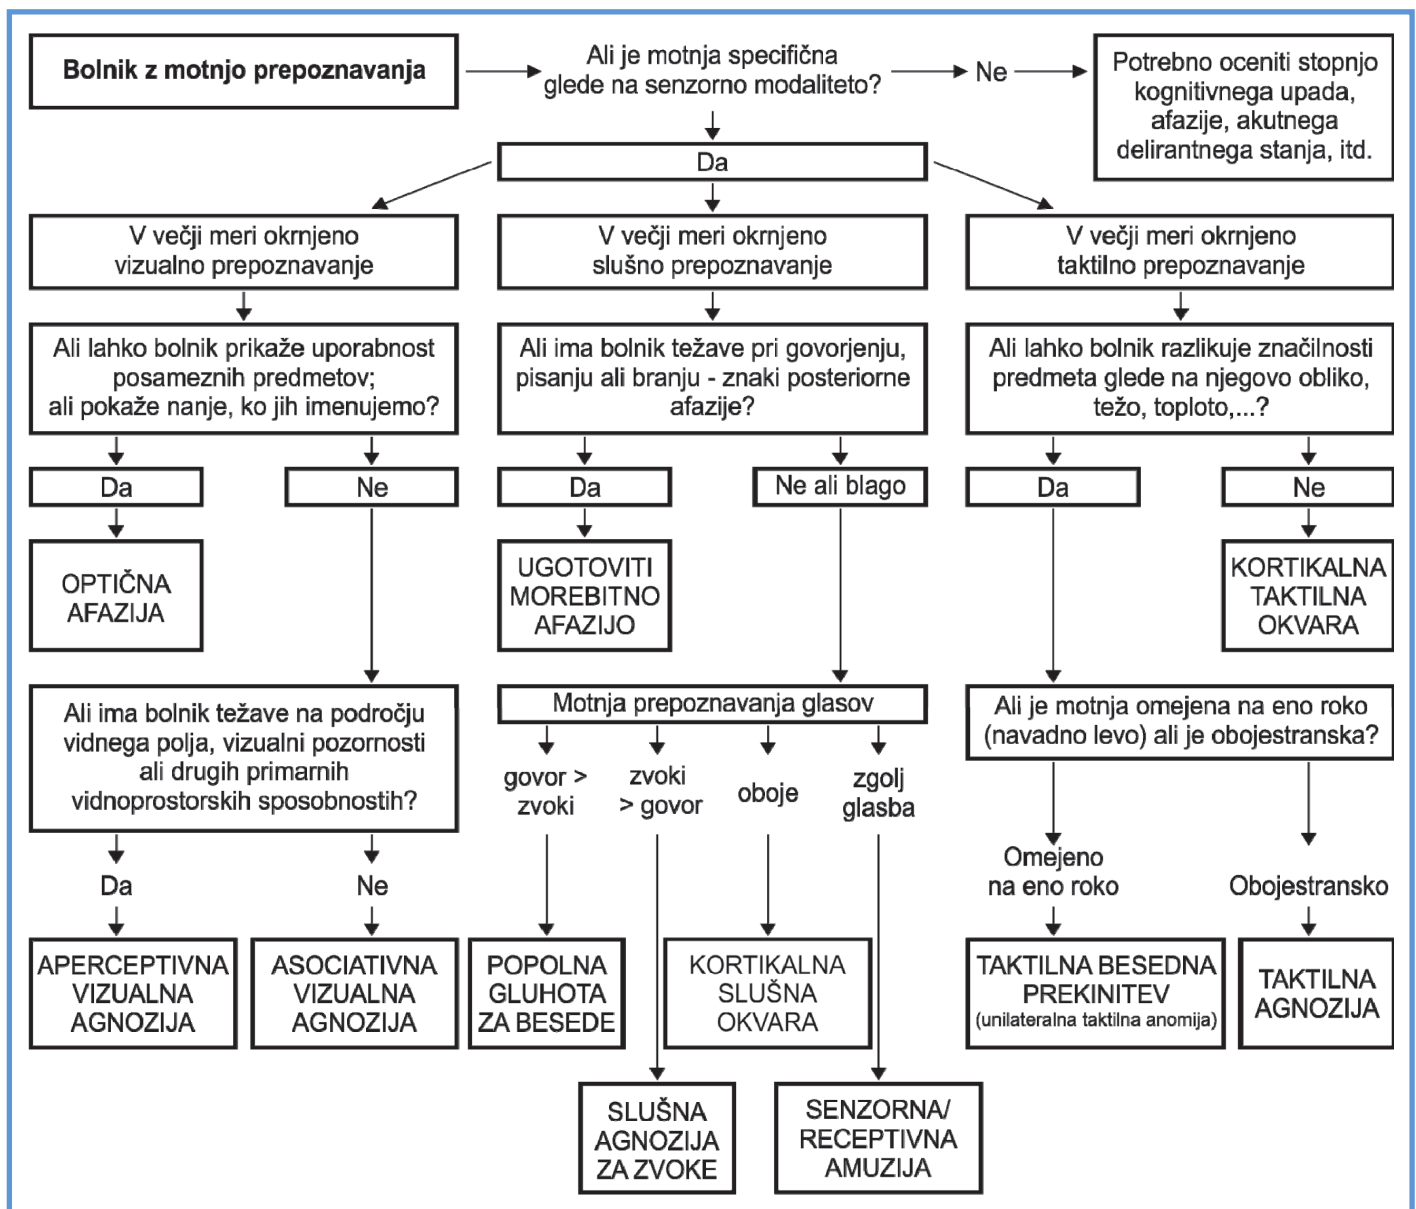 Bolnik z motnjo prepoznavanja
Ali je motnja specifična
glede na senzorno modaliteto?
Ne
Potrebno oceniti stopnjo
kognitivnega upada,
afazije, akutnega
delirantnega stanja, itd.
Da
V večji meri okrnjeno
vizualno prepoznavanje
V večji meri okrnjeno
slušno prepoznavanje
V večji meri okrnjeno
taktilno prepoznavanje
Ali lahko bolnik prikaže uporabnost
posameznih predmetov;
ali pokaže nanje, ko jih imenujemo?
Ali ima bolnik težave pri govorjenju,
pisanju ali branju - znaki posteriorne
afazije?
Ali lahko bolnik razlikuje značilnosti
predmeta glede na njegovo obliko,
težo, toploto,...?
Da
Ne
Da
Ne ali blago
Da
Ne
OPTIČNA
AFAZIJA
UGOTOVITI
MOREBITNO
AFAZIJO
KORTIKALNA
TAKTILNA
OKVARA
Ali ima bolnik težave na področju
vidnega polja, vizualni pozornosti
ali drugih primarnih
vidnoprostorskih sposobnostih?
Motnja prepoznavanja glasov
Ali je motnja omejena na eno roko
(navadno levo) ali je obojestranska?
govor >
zvoki
zvoki
> govor
oboje
zgolj
glasba
Da
Ne
Omejeno
na eno roko
Obojestransko
APERCEPTIVNA
VIZUALNA
AGNOZIJA
ASOCIATIVNA
VIZUALNA
AGNOZIJA
POPOLNA
GLUHOTA
ZA BESEDE
KORTIKALNA
SLUŠNA
OKVARA
TAKTILNA BESEDNA
PREKINITEV
(unilateralna taktilna anomija)
TAKTILNA
AGNOZIJA
SLUŠNA
AGNOZIJA
ZA ZVOKE
SENZORNA/
RECEPTIVNA
AMUZIJA